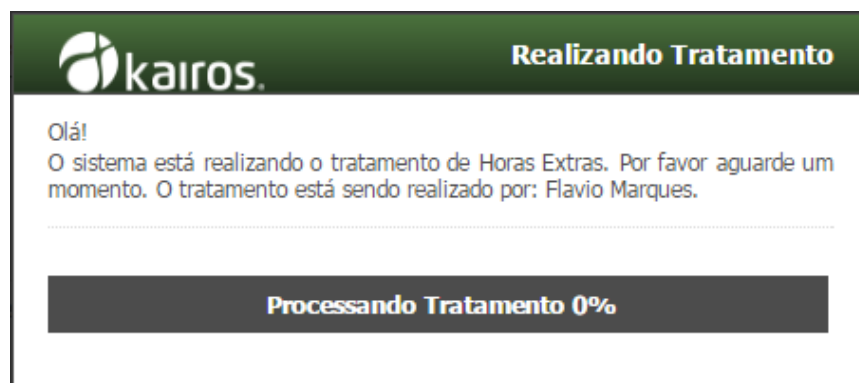 kairos.
Realizando Tratamento
Olá!
O sistema está realizando o tratamento de Horas Extras. Por favor aguarde um
momento. O tratamento está sendo realizado por: Flavio Marques.
Processando Tratamento 0%